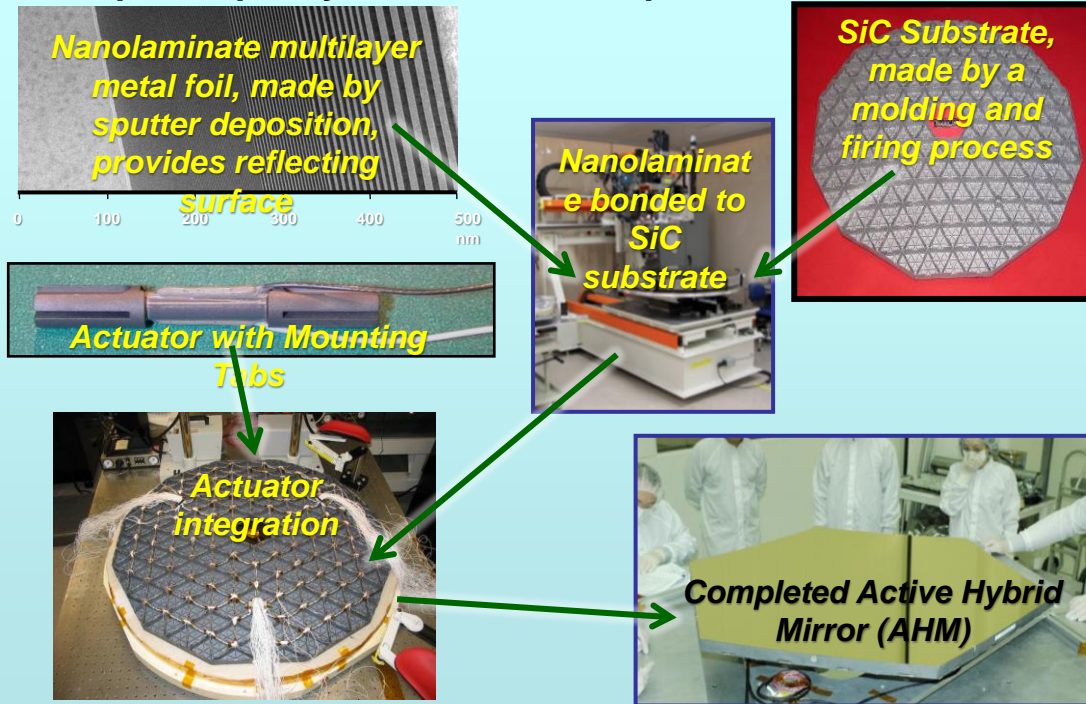 Nanolaminate multilayer
metal foil, made by
sputter deposition,
provides reflecting
surface
0 100 200 300 400 500
nm
SiC Substrate,
made by a
molding and
firing process
Nanolaminat
e bonded to
SiC
substrate
Actuator with Mounting
Tabs
Actuator
integration
Completed Active Hybrid
Mirror (AHM)